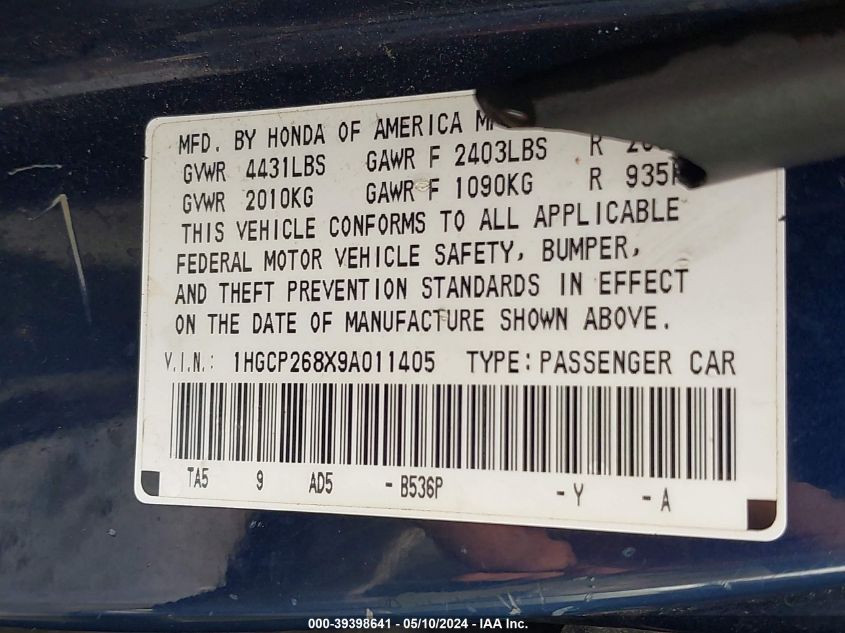 MFD. BY HONDA OF AMERICA
GVWR 4431LBS GAWR F 2403LBS R
GVWR 2010KG GAWR F 1090KG R 935
THIS VEHICLE CONFORMS TO ALL APPLICABLE
FEDERAL MOTOR VEHICLE SAFETY, BUMPER,
AND THEFT PREVENTION STANDARDS IN EFFECT
ON THE DATE OF MANUFACTURE SHOWN ABOVE.
V.I.N.: 1HGCP268X9A011405 TYPE:PASSENGER CAR
TA5 9 AD5 -B536P -Y -A
000-39398641 - 05/10/2024 - IAA Inc.